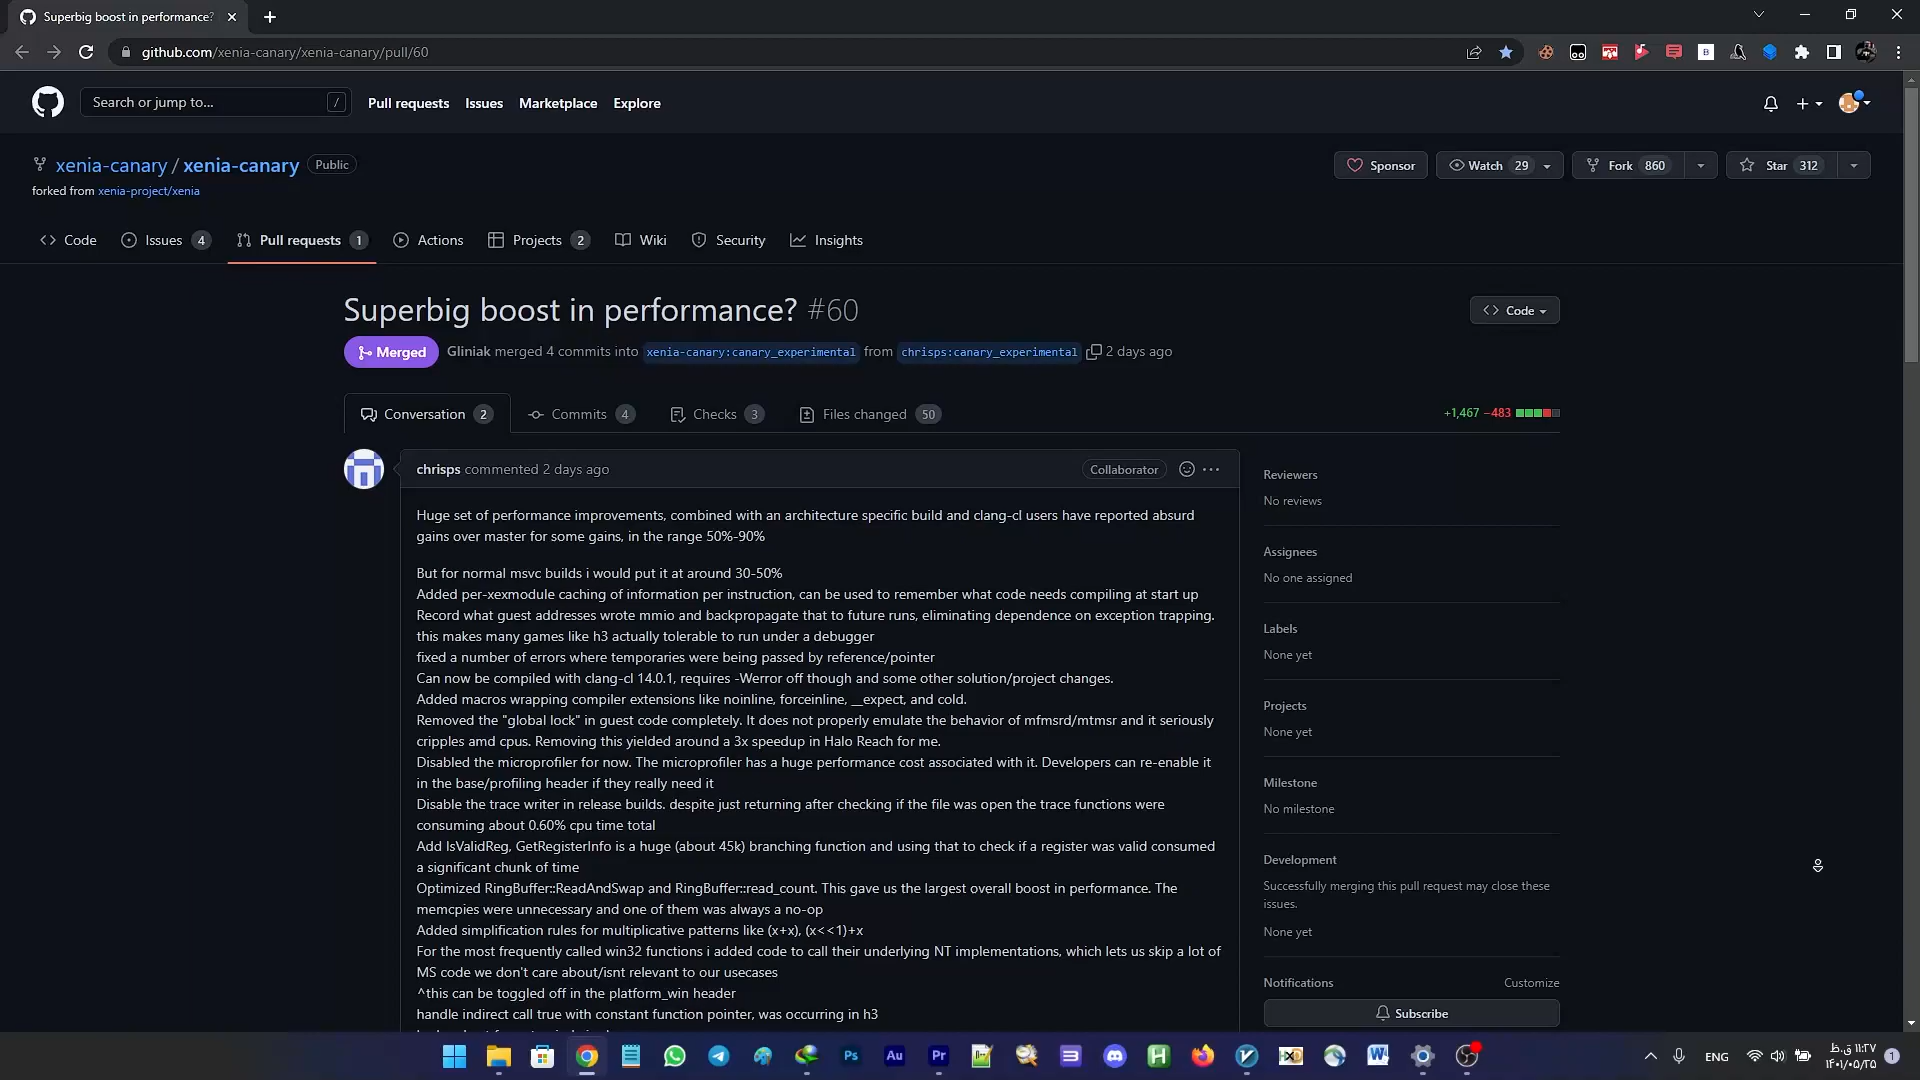 Superbig boost in performance?
github.com/xenia-canary/xenia-canary/pull/60
Search or jump to... /
Pull requests Issues Marketplace Explore
xenia-canary / xenia-canary Public
forked from xenia-project/xenia
Sponsor Watch 29 Fork 860 Star 312
Code Issues 4 Pull requests 1 Actions Projects 2 Wiki Security Insights
Superbig boost in performance? #60
Code
Merged Gliniak merged 4 commits into xenia-canary:canary_experimental from chrisps:canary_experimental 2 days ago
Conversation 2 Commits 4 Checks 3 Files changed 50
+1,467 −483
chrisps commented 2 days ago
Collaborator
Huge set of performance improvements, combined with an architecture specific build and clang-cl users have reported absurd
gains over master for some gains, in the range 50%-90%
But for normal msvc builds i would put it at around 30-50%
Added per-xexmodule caching of information per instruction, can be used to remember what code needs compiling at start up
Record what guest addresses wrote mmio and backpropagate that to future runs, eliminating dependence on exception trapping.
this makes many games like h3 actually tolerable to run under a debugger
fixed a number of errors where temporaries were being passed by reference/pointer
Can now be compiled with clang-cl 14.0.1, requires -Werror off though and some other solution/project changes.
Added macros wrapping compiler extensions like noinline, forceinline, __expect, and cold.
Removed the "global lock" in guest code completely. It does not properly emulate the behavior of mfmsrd/mtmsr and it seriously
cripples amd cpus. Removing this yielded around a 3x speedup in Halo Reach for me.
Disabled the microprofiler for now. The microprofiler has a huge performance cost associated with it. Developers can re-enable it
in the base/profiling header if they really need it
Disable the trace writer in release builds. despite just returning after checking if the file was open the trace functions were
consuming about 0.60% cpu time total
Add IsValidReg, GetRegisterInfo is a huge (about 45k) branching function and using that to check if a register was valid consumed
a significant chunk of time
Optimized RingBuffer::ReadAndSwap and RingBuffer::read_count. This gave us the largest overall boost in performance. The
memcpies were unnecessary and one of them was always a no-op
Added simplification rules for multiplicative patterns like (x+x), (x<<1)+x
For the most frequently called win32 functions i added code to call their underlying NT implementations, which lets us skip a lot of
MS code we don't care about/isnt relevant to our usecases
^this can be toggled off in the platform_win header
handle indirect call true with constant function pointer, was occurring in h3
Reviewers
No reviews
Assignees
No one assigned
Labels
None yet
Projects
None yet
Milestone
No milestone
Development
Successfully merging this pull request may close these
issues.
None yet
Notifications Customize
Subscribe
Ps Au Pr
ENG
۱۱:۲۷ ق.ظ
۱۴۰۱/۰۵/۲۵
1